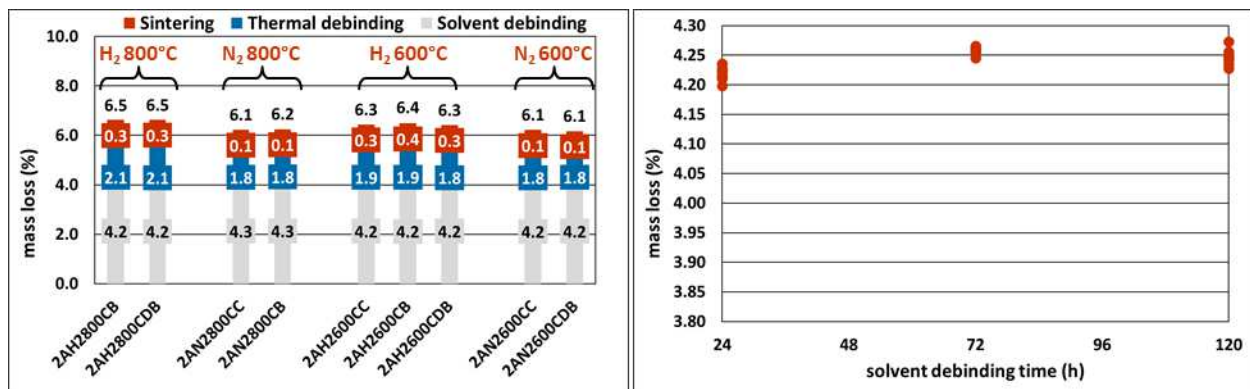 Sintering Thermal debinding Solvent debinding
10.0
8.0
6.0
4.0
2.0
0.0
mass loss (%)
H2 800°C N2 800°C H2 600°C N2 600°C
6.5 6.5 6.1 6.2 6.3 6.4 6.3 6.1 6.1
0.3 0.3 0.1 0.1 0.3 0.4 0.3 0.1 0.1
2.1 2.1 1.8 1.8 1.9 1.9 1.8 1.8 1.8
4.2 4.2 4.3 4.3 4.2 4.2 4.2 4.2 4.2
2AH2800CB
2AH2800CDB
2AN2800CC
2AN2800CB
2AH2600CC
2AH2600CB
2AH2600CDB
2AN2600CC
2AN2600CDB
4.30
4.25
4.20
4.15
4.10
4.05
4.00
3.95
3.90
3.85
3.80
mass loss (%)
24 48 72 96 120
solvent debinding time (h)